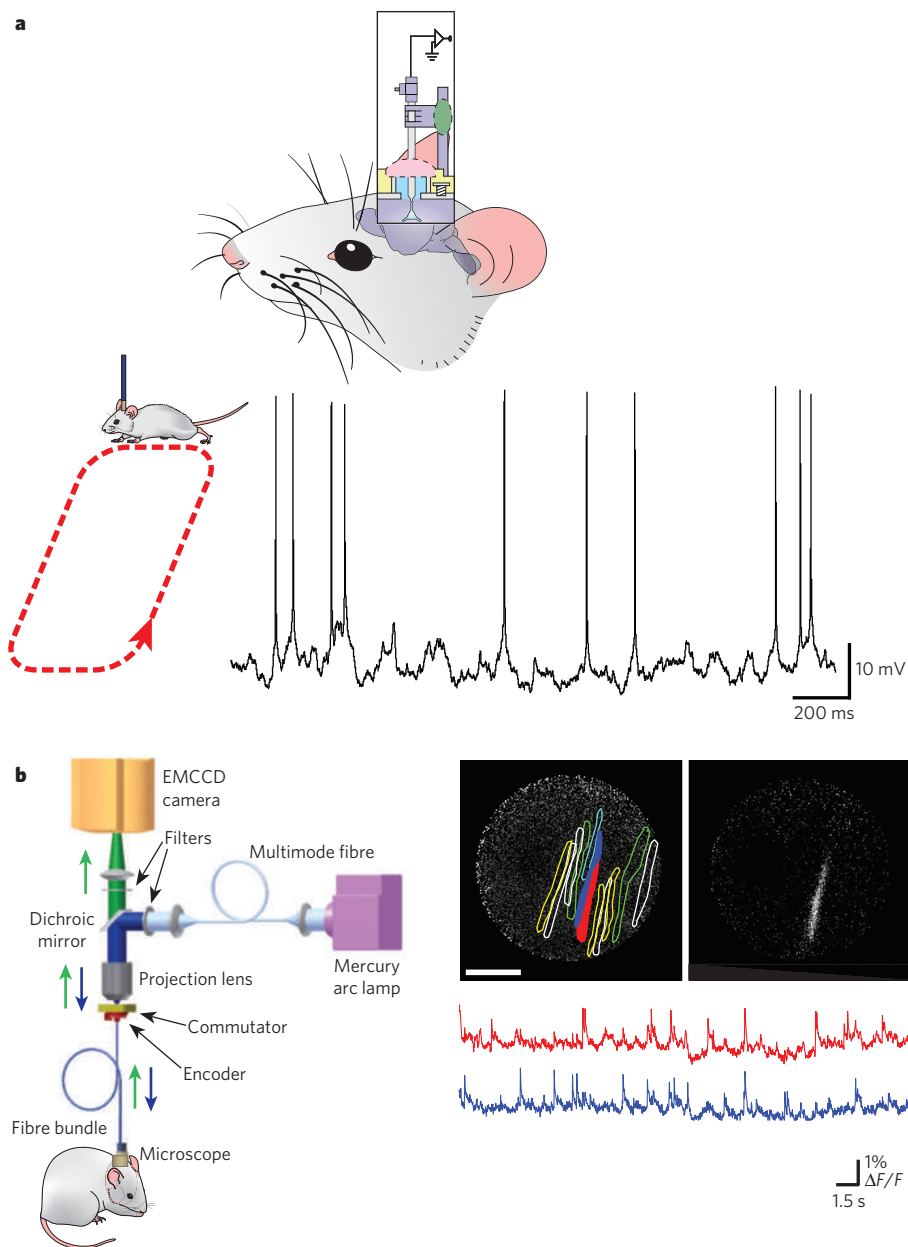 a
10 mV
200 ms
b
EMCCD
camera
Filters
Multimode fibre
Dichroic
mirror
Projection lens
Mercury
arc lamp
Commutator
Encoder
Fibre bundle
Microscope
1%
ΔF/F
1.5 s